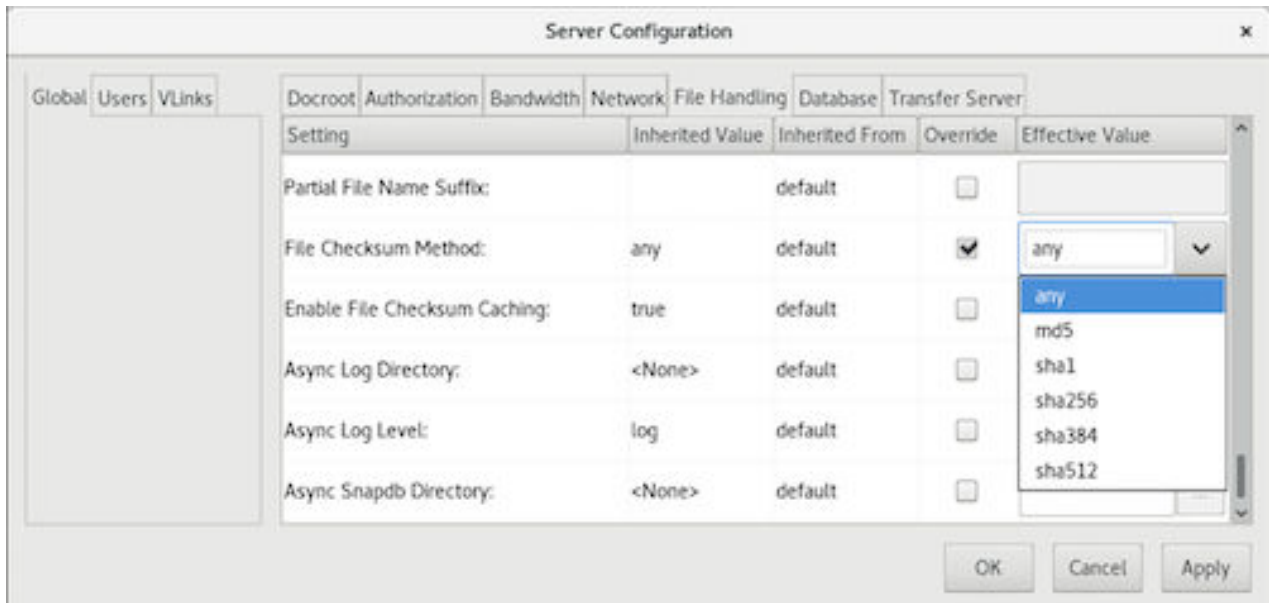 Server Configuration ×
Global Users VLinks
Docroot Authorization Bandwidth Network File Handling Database Transfer Server
Setting Inherited Value Inherited From Override Effective Value
Partial File Name Suffix: default
File Checksum Method: any default any
Enable File Checksum Caching: true default
Async Log Directory: <None> default
Async Log Level: log default
Async Snapdb Directory: <None> default
any
md5
sha1
sha256
sha384
sha512
OK Cancel Apply